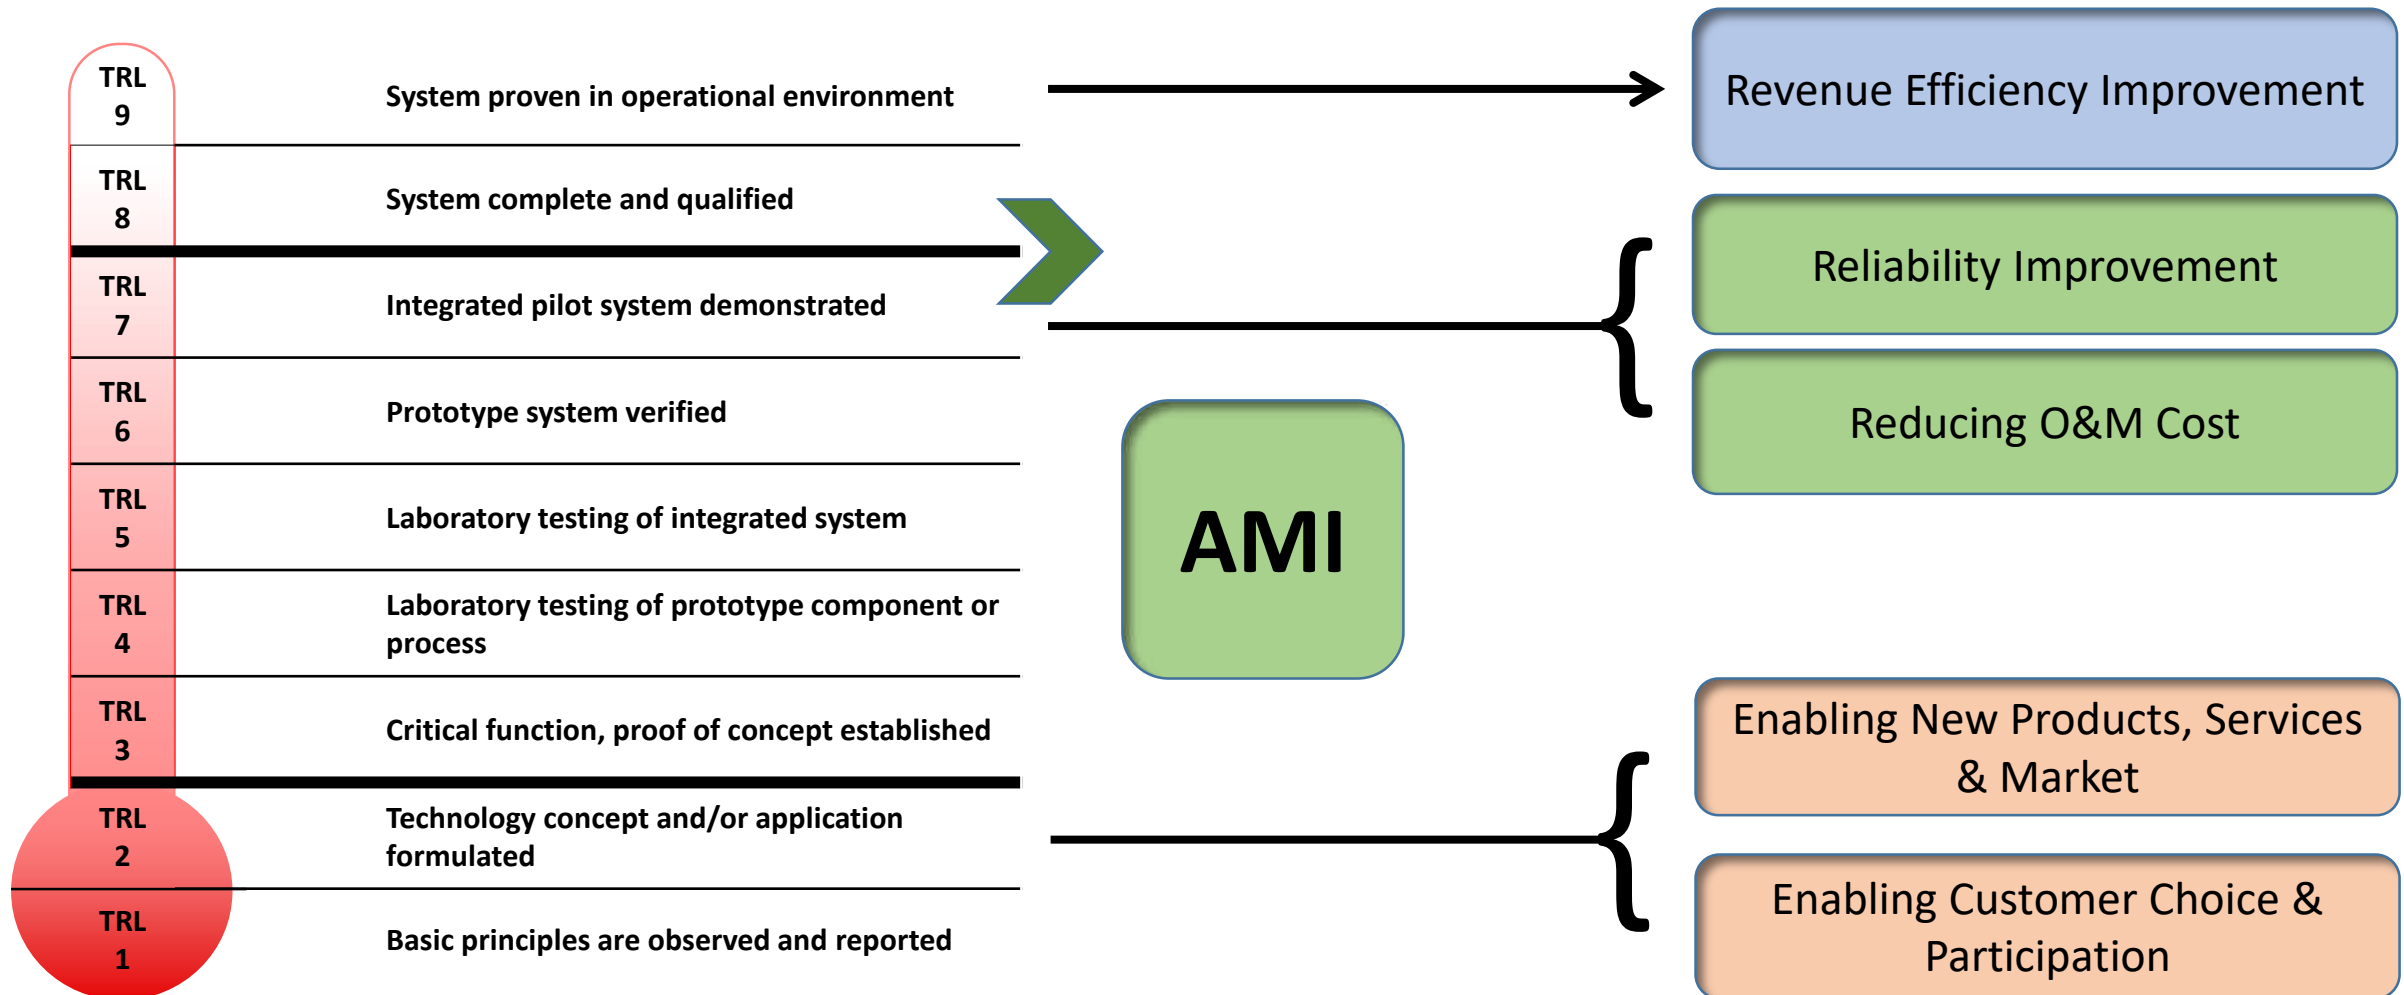 TRL
9
System proven in operational environment
Revenue Efficiency Improvement
TRL
8
System complete and qualified
Reliability Improvement
TRL
7
Integrated pilot system demonstrated
TRL
6
Prototype system verified
Reducing O&M Cost
TRL
5
Laboratory testing of integrated system
AMI
TRL
4
Laboratory testing of prototype component or
process
TRL
3
Critical function, proof of concept established
Enabling New Products, Services
& Market
TRL
2
Technology concept and/or application
formulated
TRL
1
Basic principles are observed and reported
Enabling Customer Choice &
Participation